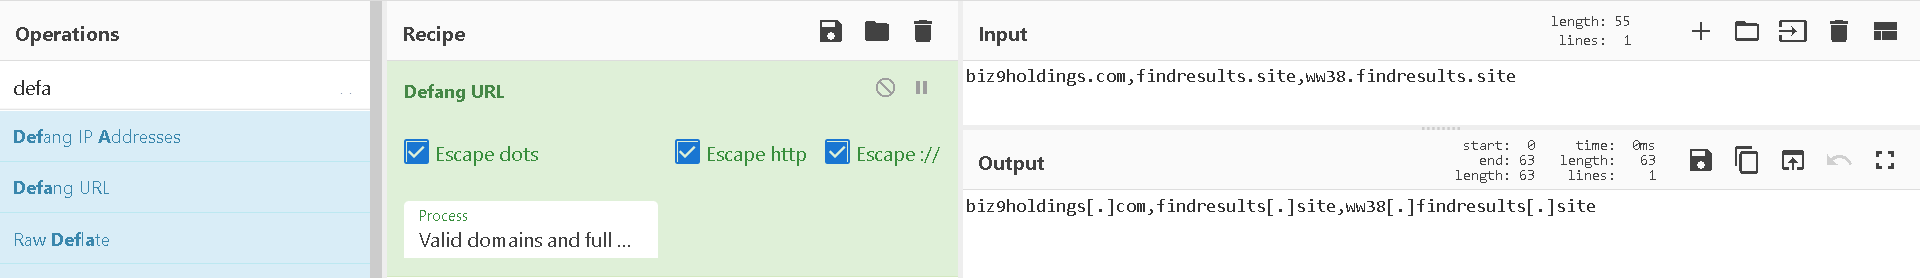 Operations
defa
. .
Defang IP Addresses
Defang URL
Raw Deflate
Recipe
Defang URL
Escape dots
Escape http
Escape ://
Process
Valid domains and full ...
Input
length: 55
lines: 1
biz9holdings.com,findresults.site,ww38.findresults.site
Output
start: 0
end: 63
length: 63
time: 0ms
length: 63
lines: 1
biz9holdings[.]com,findresults[.]site,ww38[.]findresults[.]site